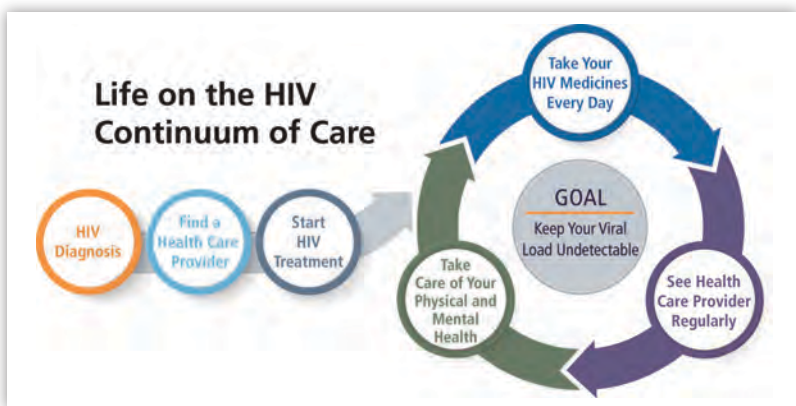 Life on the HIV
Continuum of Care
HIV
Diagnosis
Find a
Health Care
Provider
Start
HIV
Treatment
Take Your
HIV Medicines
Every Day
See Health
Care Provider
Regularly
Take
Care of Your
Physical and
Mental
Health
GOAL
Keep Your Viral
Load Undetectable